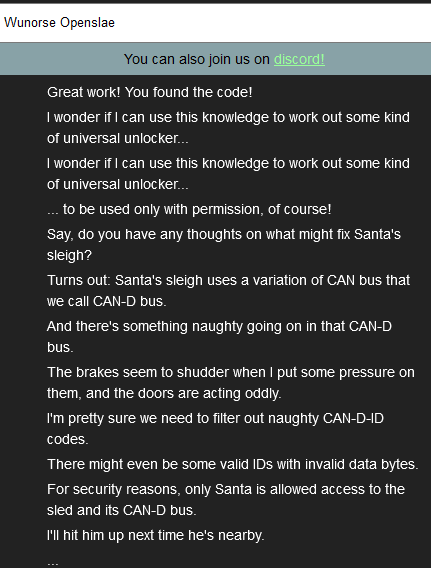 Wunorse Openslae
You can also join us on discord!
Great work! You found the code!
I wonder if I can use this knowledge to work out some kind
of universal unlocker...
I wonder if I can use this knowledge to work out some kind
of universal unlocker...
... to be used only with permission, of course!
Say, do you have any thoughts on what might fix Santa's
sleigh?
Turns out: Santa's sleigh uses a variation of CAN bus that
we call CAN-D bus.
And there's something naughty going on in that CAN-D
bus.
The brakes seem to shudder when I put some pressure on
them, and the doors are acting oddly.
I'm pretty sure we need to filter out naughty CAN-D-ID
codes.
There might even be some valid IDs with invalid data bytes.
For security reasons, only Santa is allowed access to the
sled and its CAN-D bus.
I'll hit him up next time he's nearby.
...